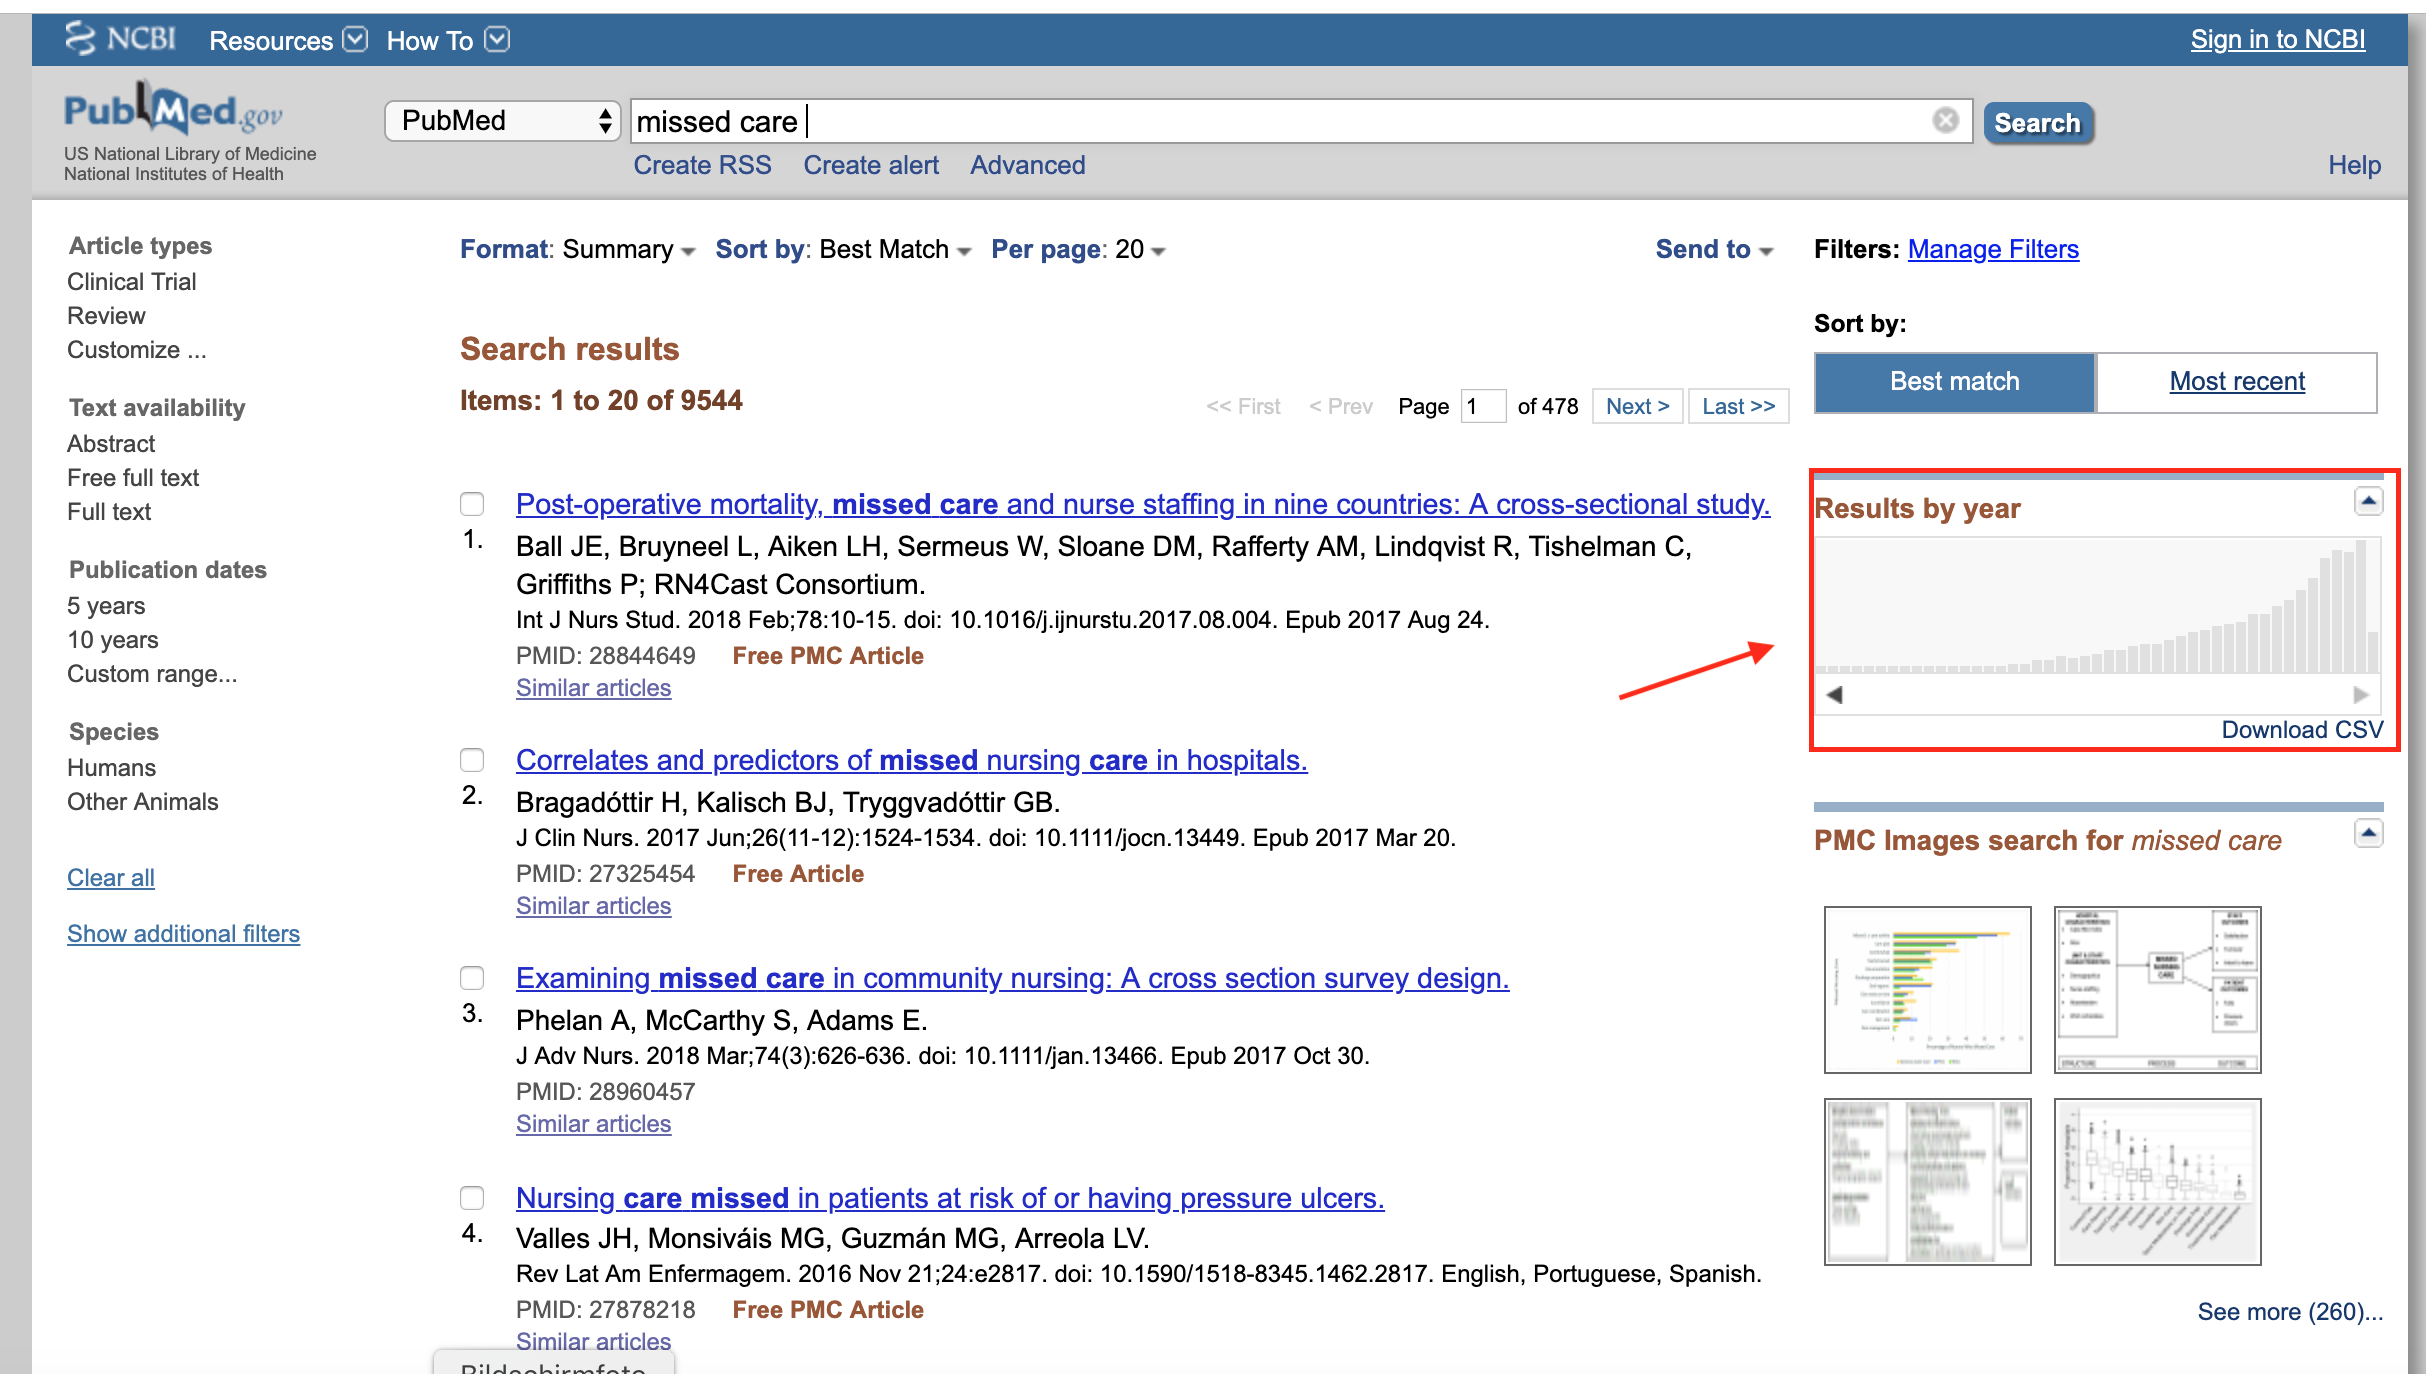 NCBI Resources How To Sign in to NCBI
PubMed.gov
US National Library of Medicine
National Institutes of Health
PubMed missed care Search
Create RSS Create alert Advanced Help
Article types
Clinical Trial
Review
Customize ...
Text availability
Abstract
Free full text
Full text
Publication dates
5 years
10 years
Custom range...
Species
Humans
Other Animals
Clear all
Show additional filters
Format: Summary Sort by: Best Match Per page: 20 Send to
Search results
Items: 1 to 20 of 9544
<< First < Prev Page 1 of 478 Next > Last >>
Post-operative mortality, missed care and nurse staffing in nine countries: A cross-sectional study.
1. Ball JE, Bruyneel L, Aiken LH, Sermeus W, Sloane DM, Rafferty AM, Lindqvist R, Tishelman C,
Griffiths P; RN4Cast Consortium.
Int J Nurs Stud. 2018 Feb;78:10-15. doi: 10.1016/j.ijnurstu.2017.08.004. Epub 2017 Aug 24.
PMID: 28844649 Free PMC Article
Similar articles
Correlates and predictors of missed nursing care in hospitals.
2. Bragadóttir H, Kalisch BJ, Tryggvadóttir GB.
J Clin Nurs. 2017 Jun;26(11-12):1524-1534. doi: 10.1111/jocn.13449. Epub 2017 Mar 20.
PMID: 27325454 Free Article
Similar articles
Examining missed care in community nursing: A cross section survey design.
3. Phelan A, McCarthy S, Adams E.
J Adv Nurs. 2018 Mar;74(3):626-636. doi: 10.1111/jan.13466. Epub 2017 Oct 30.
PMID: 28960457
Similar articles
Nursing care missed in patients at risk of or having pressure ulcers.
4. Valles JH, Monsiváis MG, Guzmán MG, Arreola LV.
Rev Lat Am Enfermagem. 2016 Nov 21;24:e2817. doi: 10.1590/1518-8345.1462.2817. English, Portuguese, Spanish.
PMID: 27878218 Free PMC Article
Similar articles
Filters: Manage Filters
Sort by:
Best match Most recent
Results by year
Download CSV
PMC Images search for missed care
See more (260)...